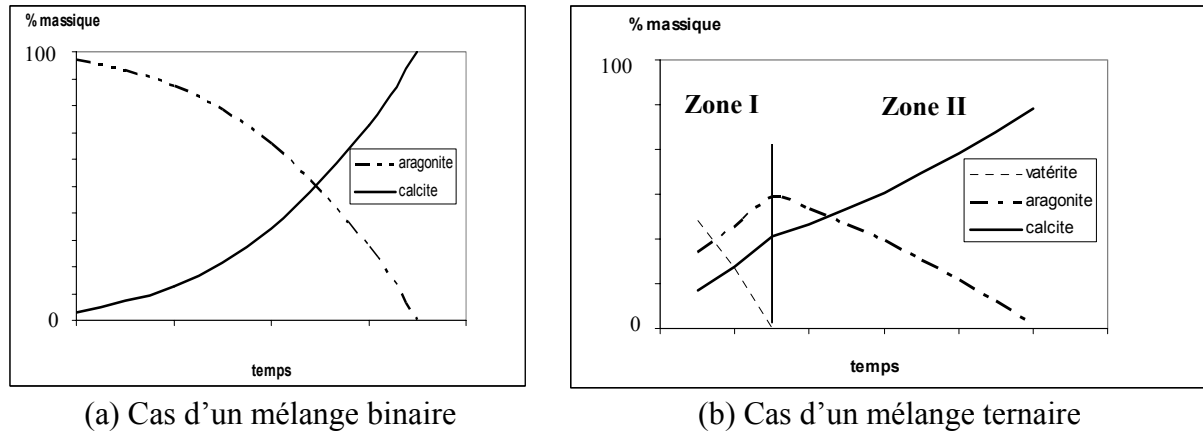 % massique
100
aragonite
calcite
0
temps
(a) Cas d’un mélange binaire
% massique
100
Zone I
Zone II
vatérite
aragonite
calcite
0
temps
(b) Cas d’un mélange ternaire